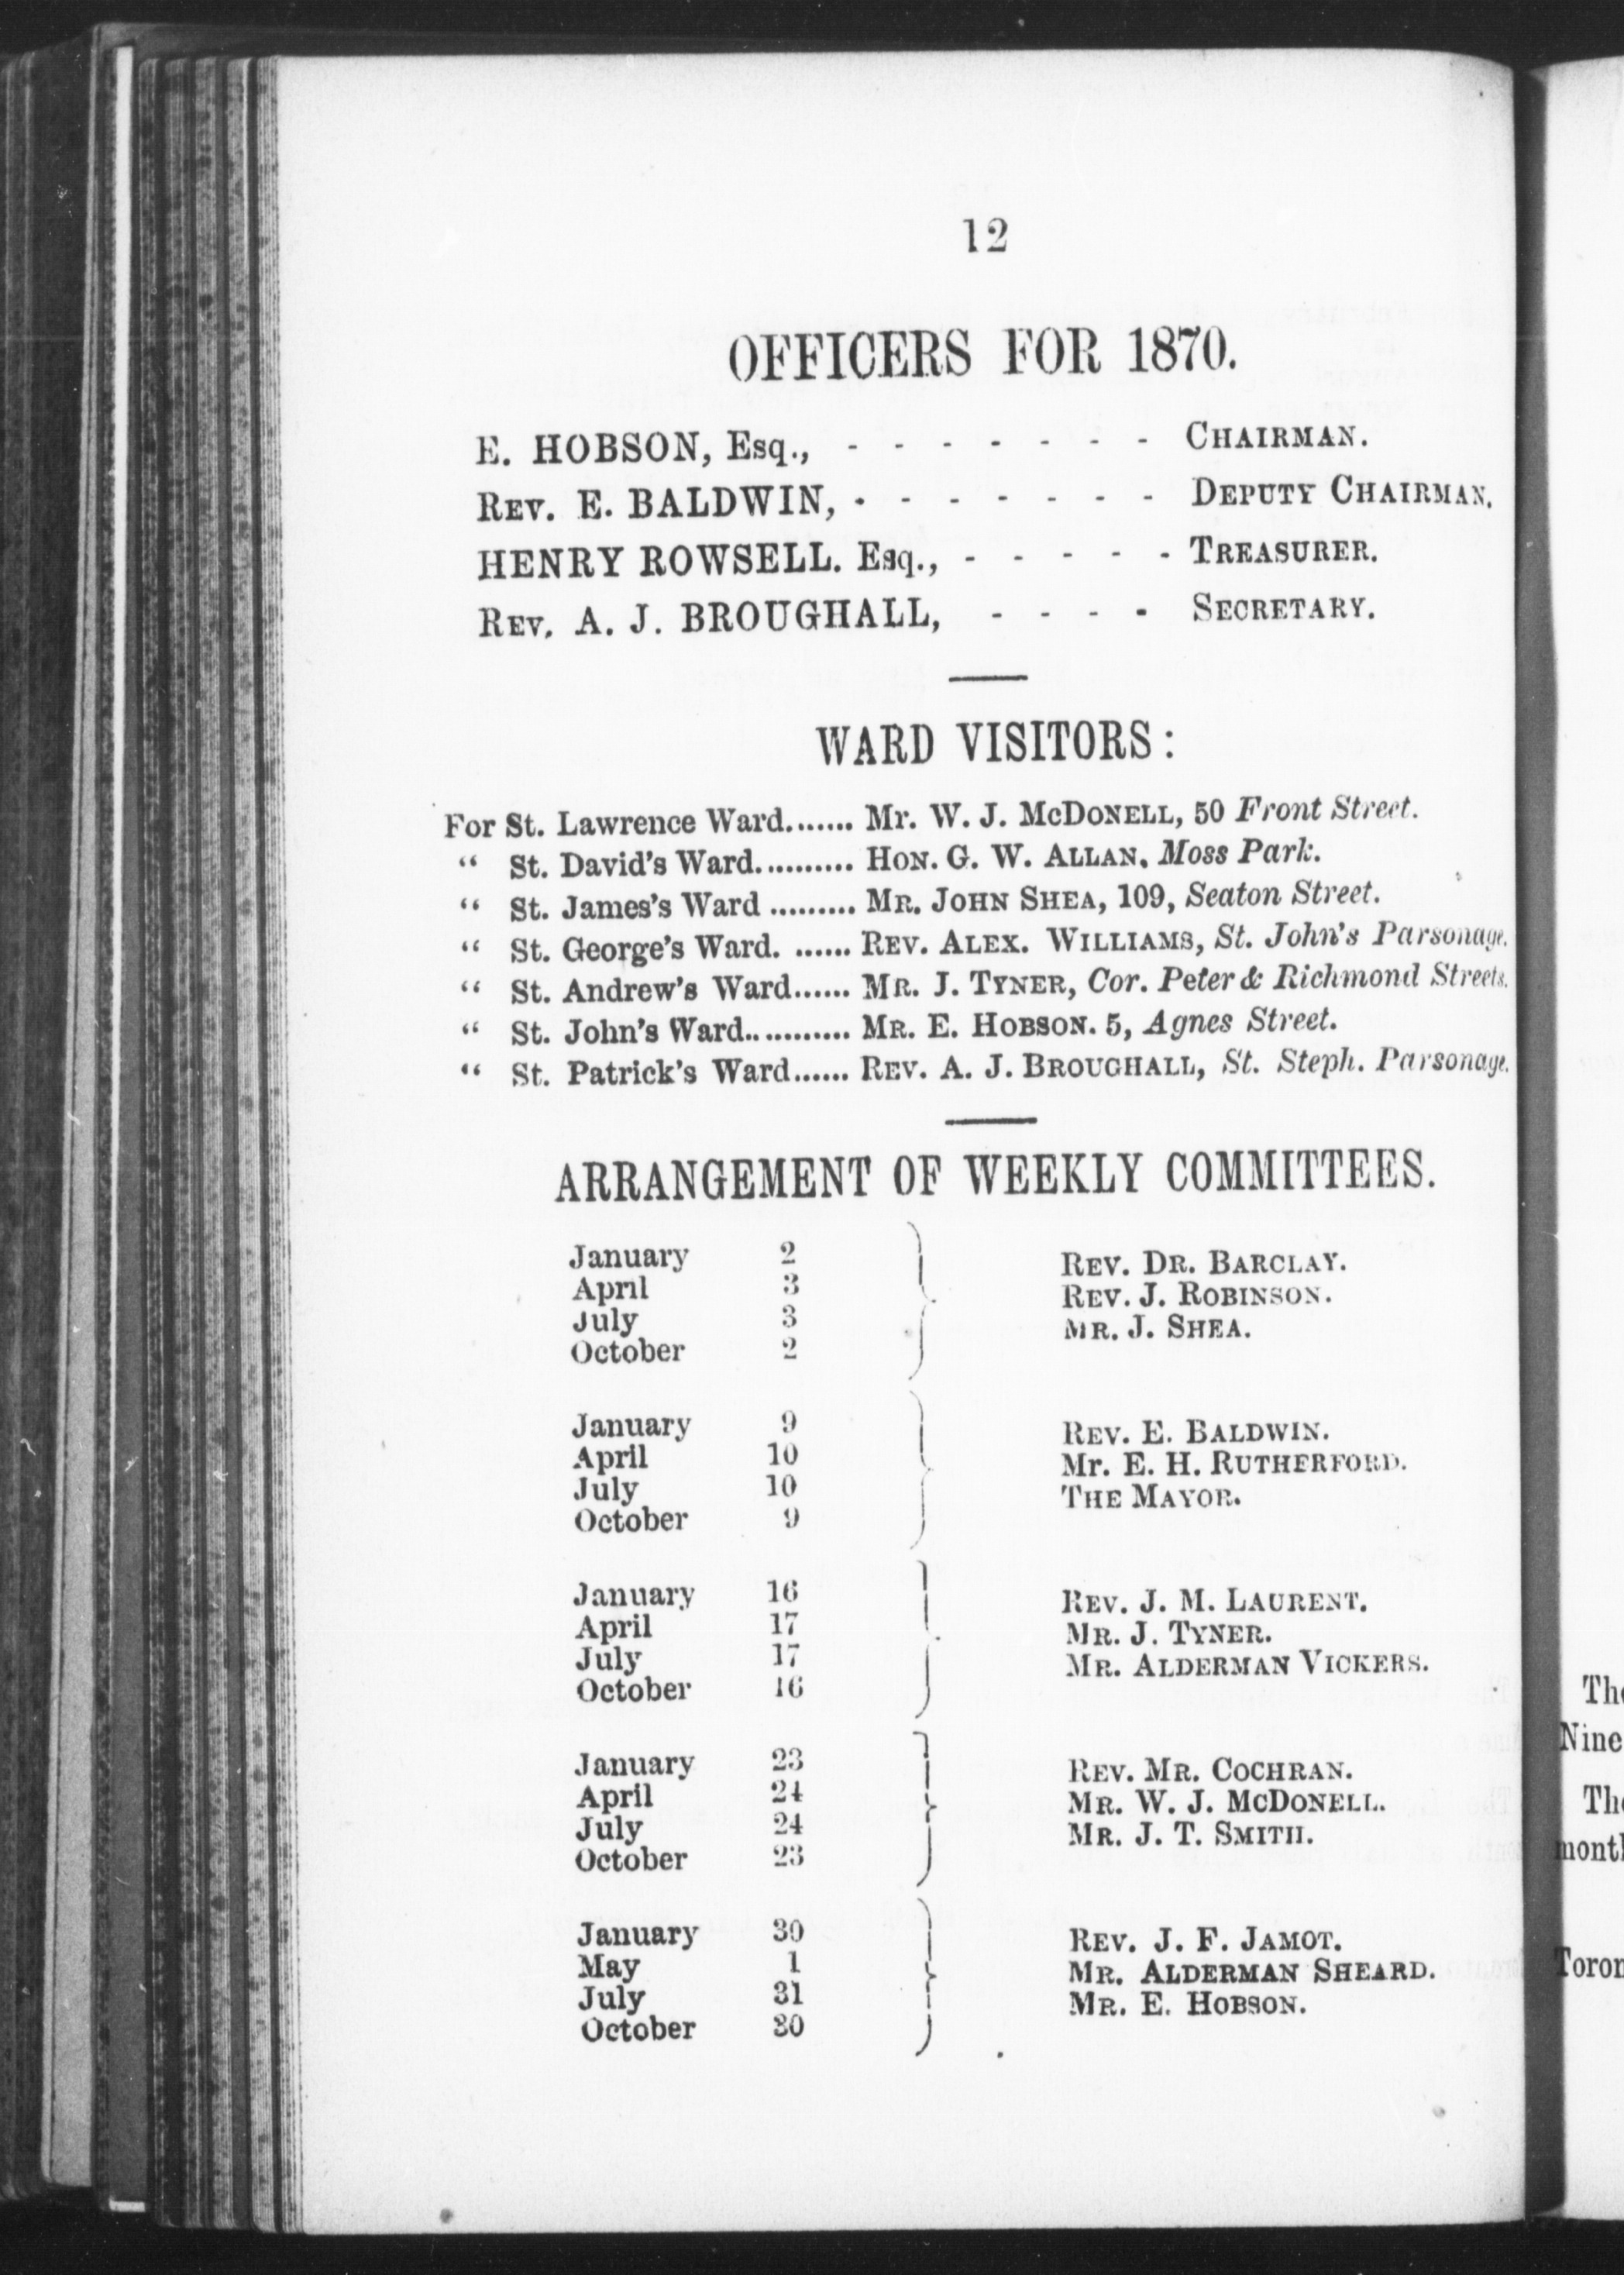 12
OFFICERS FOR 1870.
E. HOBSON, Esq., - - - - - - - CHAIRMAN.
REV. E. BALDWIN, - - - - - - - DEPUTY CHAIRMAN.
HENRY ROWSELL. Esq., - - - - - TREASURER.
REV. A. J. BROUGHALL, - - - - SECRETARY.
WARD VISITORS:
For St. Lawrence Ward....... Mr. W. J. MCDONELL, 50 Front Street.
“ St. David's Ward.......... HON. G. W. ALLAN, Moss Park.
“ St. James's Ward ......... MR. JOHN SHEA, 109, Seaton Street.
“ St. George's Ward. ...... REV. ALEX. WILLIAMS, St. John's Parsonage.
“ St. Andrew's Ward...... MR. J. TYNER, Cor. Peter & Richmond Streets.
“ St. John's Ward........... MR. E. HOBSON. 5, Agnes Street.
“ St. Patrick's Ward...... REV. A. J. BROUGHALL, St. Steph. Parsonage.
ARRANGEMENT OF WEEKLY COMMITTEES.
January 2
April 3
July 3
October 2
REV. DR. BARCLAY.
REV. J. ROBINSON.
MR. J. SHEA.
January 9
April 10
July 10
October 9
REV. E. BALDWIN.
Mr. E. H. RUTHERFORD.
THE MAYOR.
January 16
April 17
July 17
October 16
REV. J. M. LAURENT.
MR. J. TYNER.
MR. ALDERMAN VICKERS.
January 23
April 24
July 24
October 23
REV. MR. COCHRAN.
MR. W. J. MCDONELL.
MR. J. T. SMITH.
January 30
May 1
July 31
October 30
REV. J. F. JAMOT.
MR. ALDERMAN SHEARD.
MR. E. HOBSON.
Nine